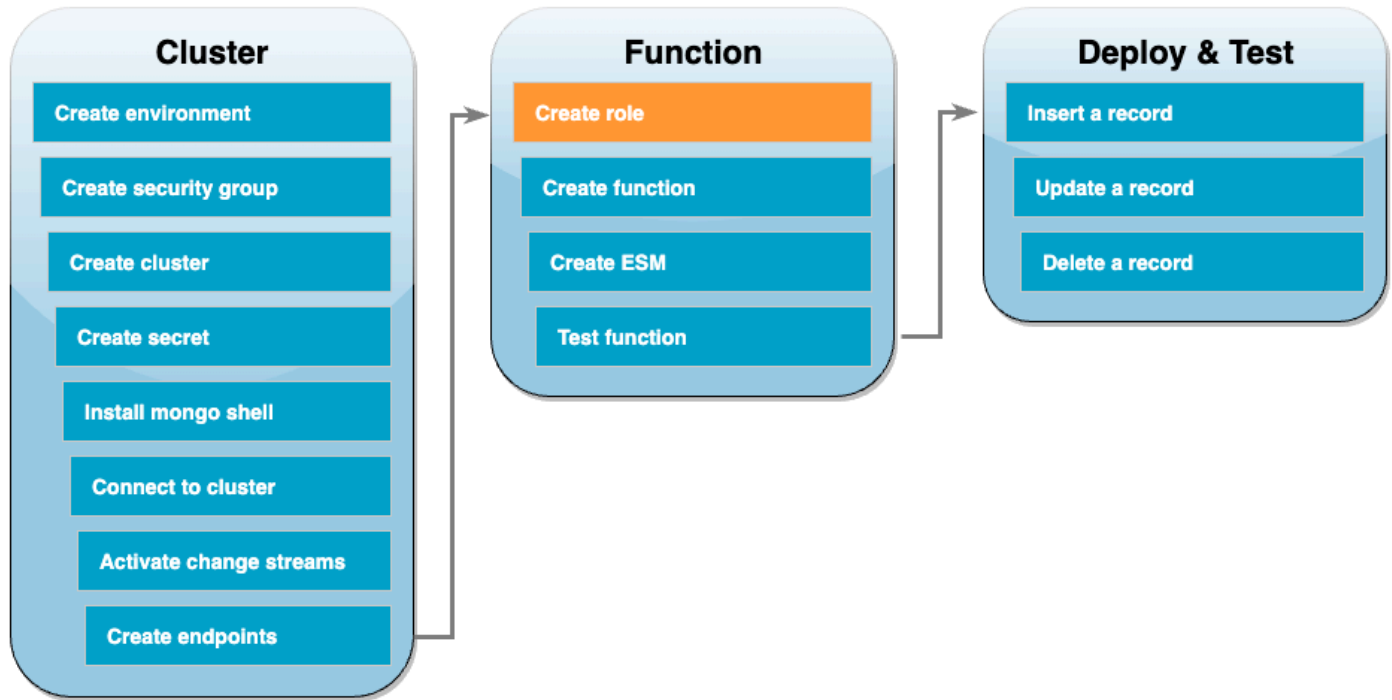 Cluster
Create environment
Create security group
Create cluster
Create secret
Install mongo shell
Connect to cluster
Activate change streams
Create endpoints
Function
Create role
Create function
Create ESM
Test function
Deploy & Test
Insert a record
Update a record
Delete a record